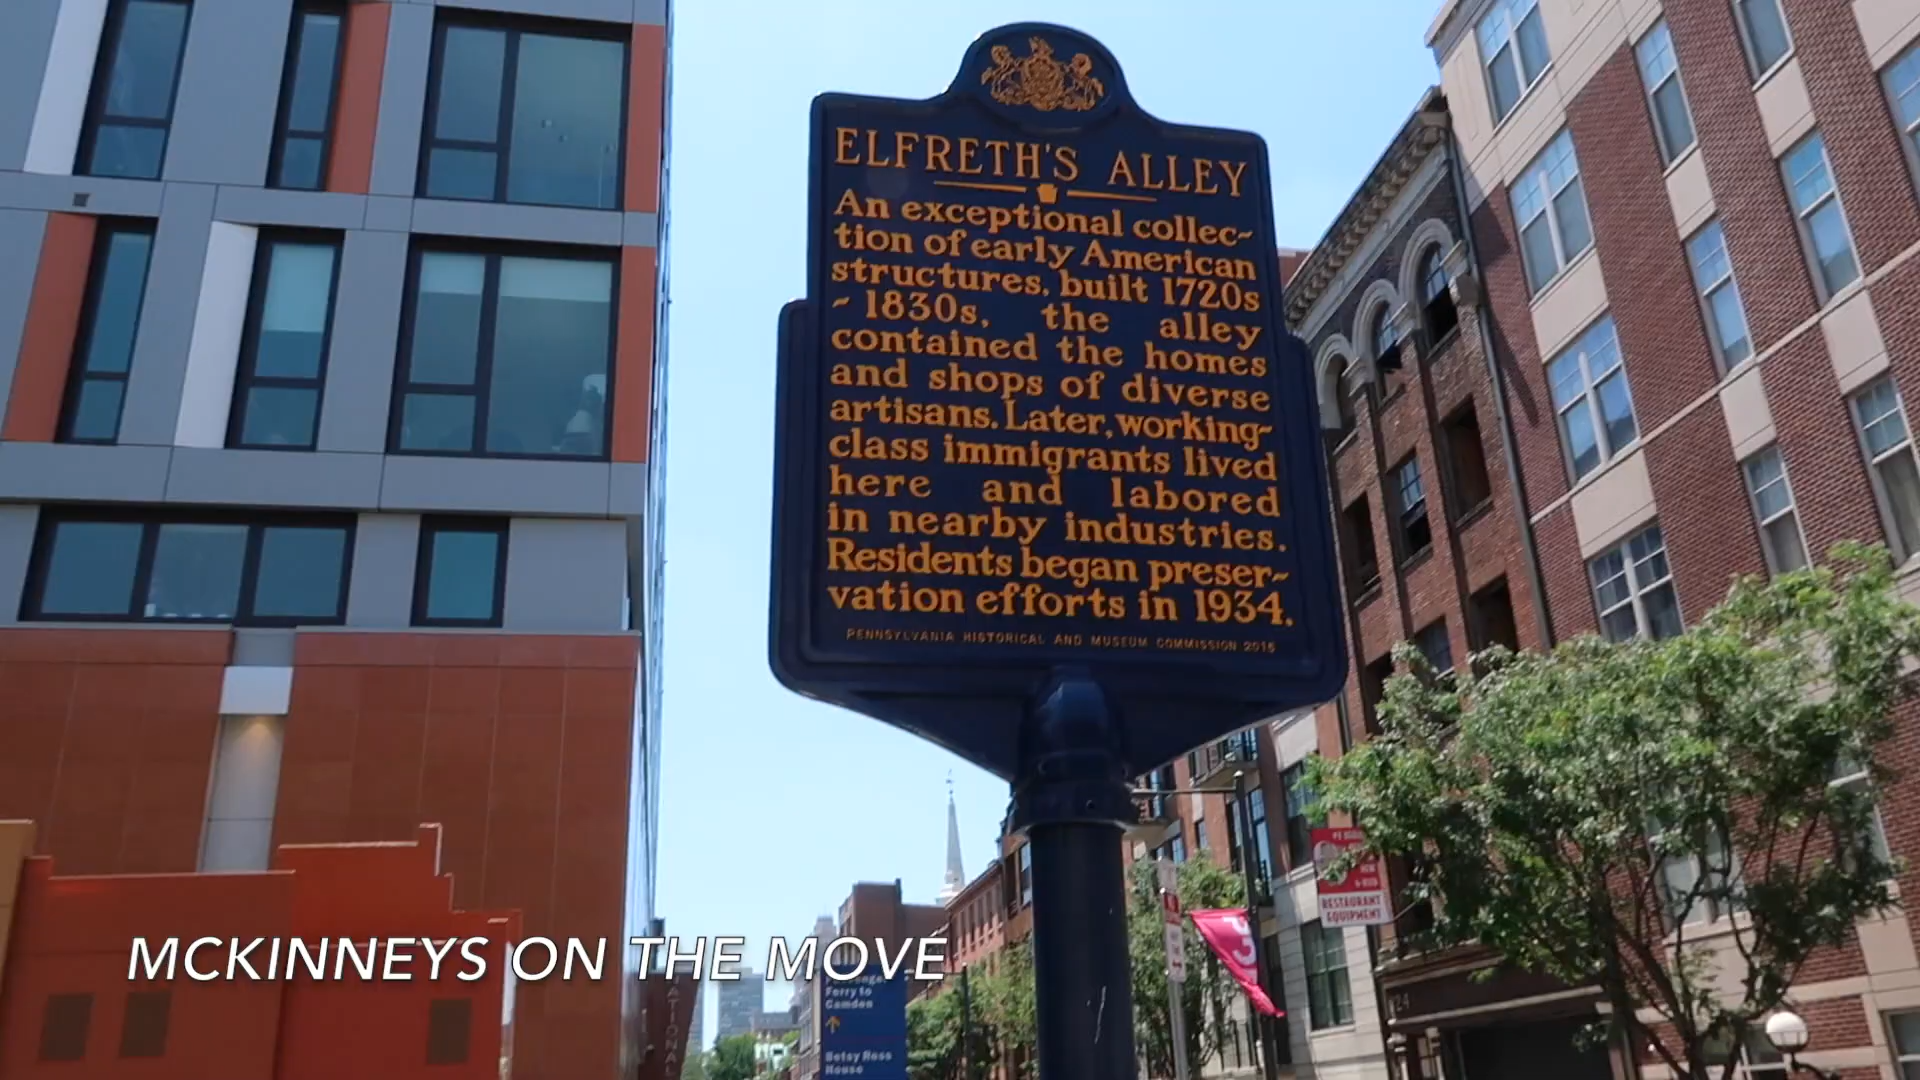 ELFRETH'S ALLEY
An exceptional collec-
tion of early American
structures, built 1720s
- 1830s, the alley
contained the homes
and shops of diverse
artisans. Later, working-
class immigrants lived
here and labored
in nearby industries.
Residents began preser-
vation efforts in 1934.
PENNSYLVANIA HISTORICAL AND MUSEUM COMMISSION 2015
RESTAURANT
EQUIPMENT
3
MCKINNEYS ON THE MOVE
Ferry to
Camden
Betsy Ross
House